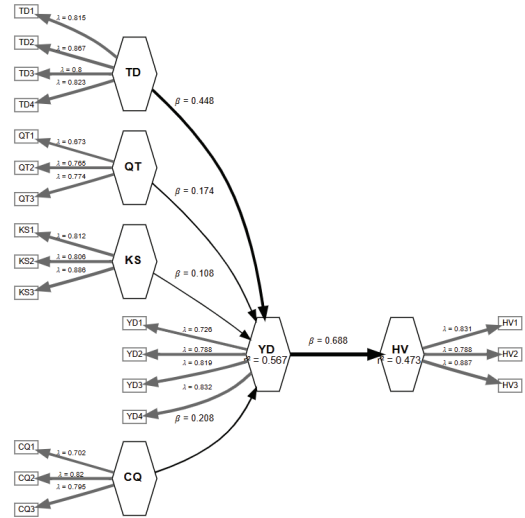 TD1
λ = 0.815
TD2
λ = 0.867
TD3
λ = 0.8
TD4
λ = 0.823
TD
β = 0.448
QT1
λ = 0.673
QT2
λ = 0.765
QT3
λ = 0.774
QT
β = 0.174
KS1
λ = 0.812
KS2
λ = 0.806
KS3
λ = 0.886
KS
β = 0.108
YD1
λ = 0.726
YD2
λ = 0.788
YD3
λ = 0.819
YD4
λ = 0.832
YD
r² = 0.567
β = 0.688
HV
r² = 0.473
λ = 0.831
HV1
λ = 0.788
HV2
λ = 0.887
HV3
β = 0.208
CQ1
λ = 0.702
CQ2
λ = 0.82
CQ3
λ = 0.795
CQ